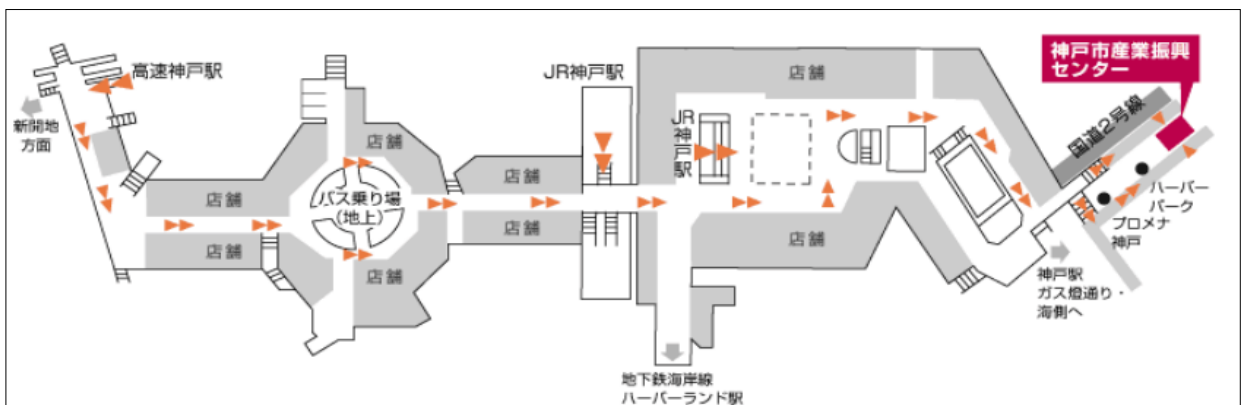 高速神戸駅
新開地
方面
店舗
店舗
店舗
店舗
バス乗り場
(地上)
店舗
店舗
JR神戸駅
JR神戸駅
店舗
店舗
地下鉄海岸線
ハーバーランド駅
神戸市産業振興
センター
国道2号線
ハーバー
パーク
プロメナ
神戸
神戸駅
ガス燈通り・
海側へ